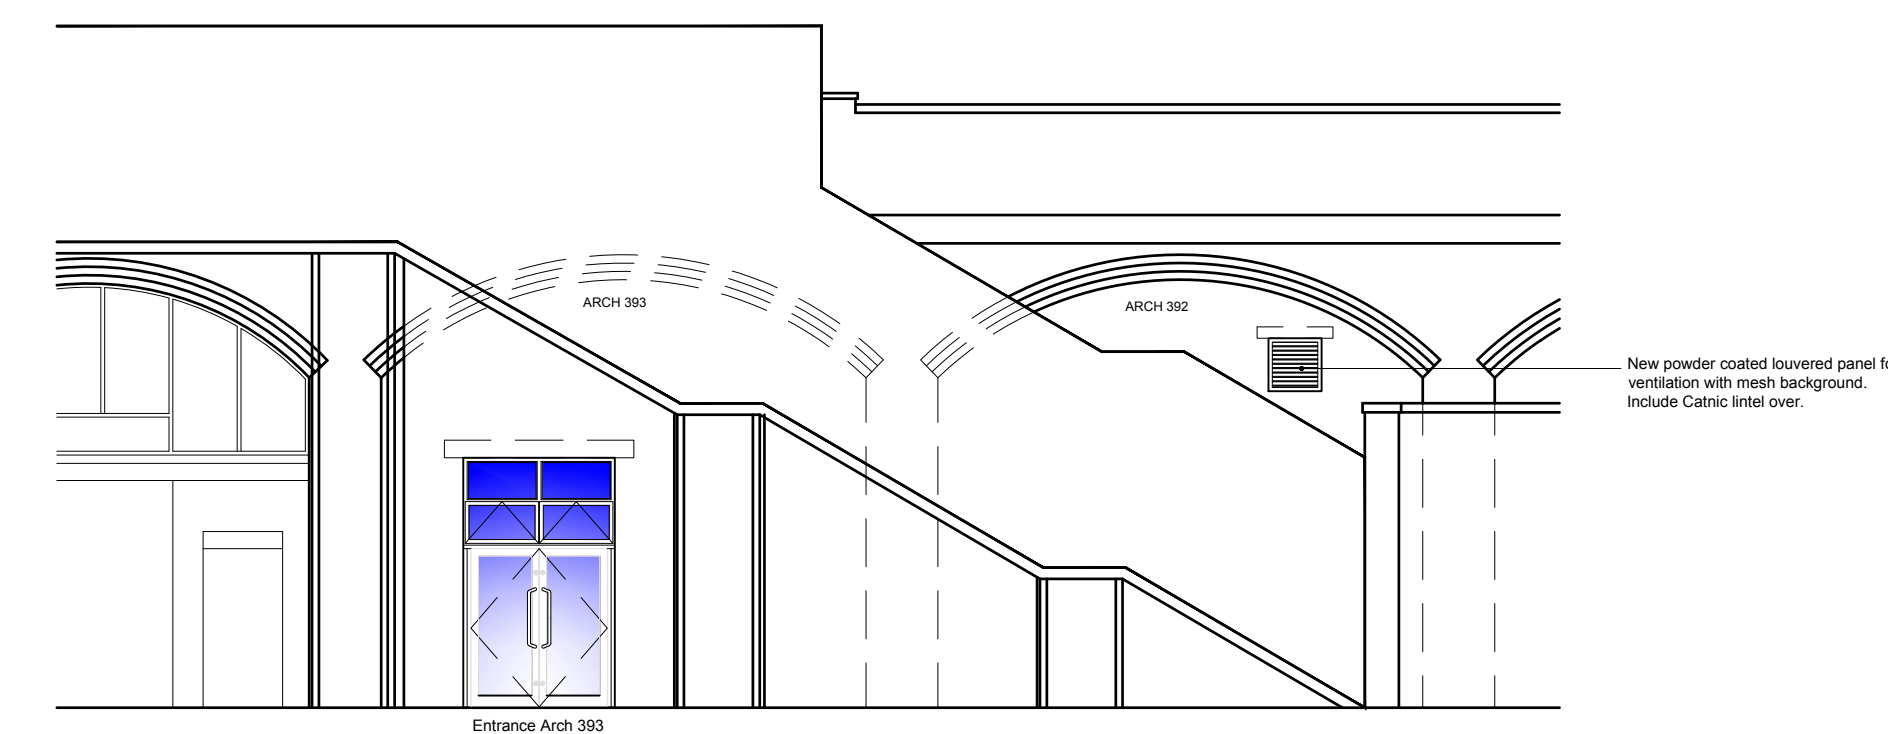 ARCH 393
ARCH 392
New powder coated louvered panel
ventilation with mesh background.
Include Catnic lintel over.
Entrance Arch 393